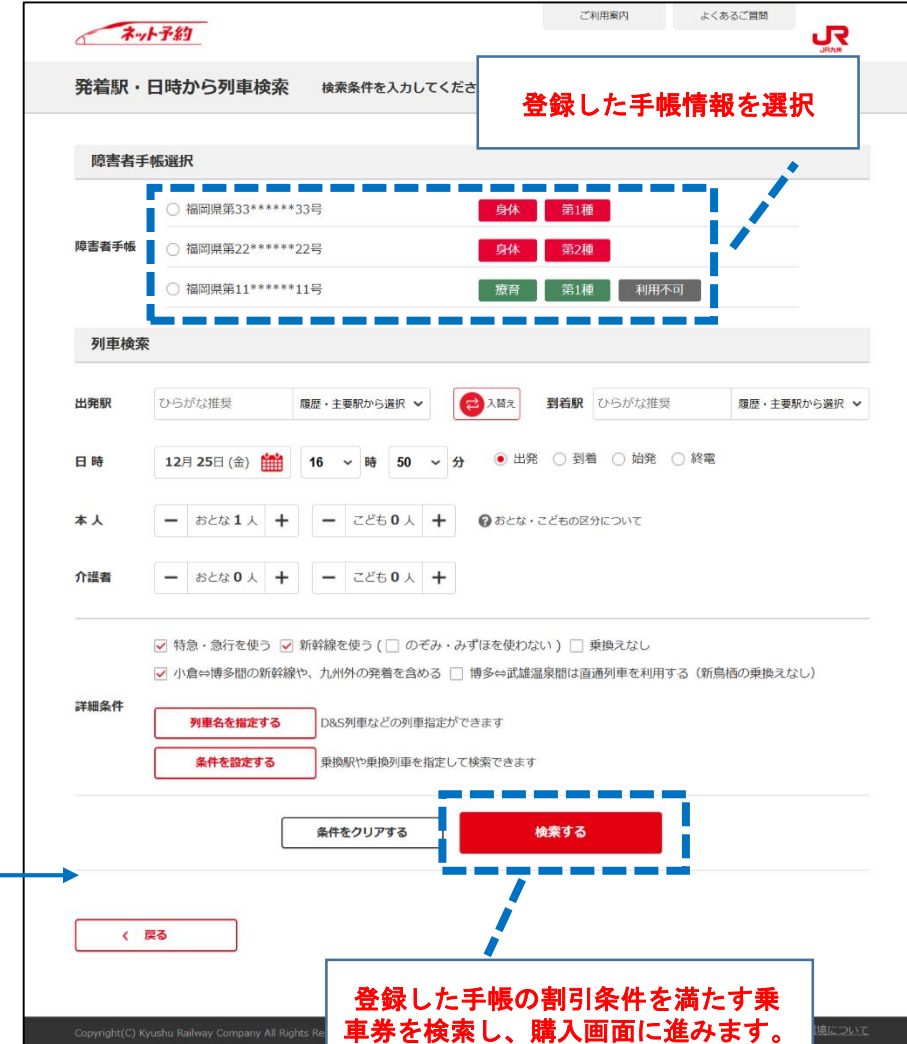 ご利用案内 よくあるご質問
ネット予約
JR
JR九州
発着駅・日時から列車検索 検索条件を入力してくださ
登録した手帳情報を選択
障害者手帳選択
障害者手帳
福岡県第33******33号 身体 第1種
福岡県第22******22号 身体 第2種
福岡県第11******11号 療育 第1種 利用不可
列車検索
出発駅 ひらがな推奨 履歴・主要駅から選択 入替え 到着駅 ひらがな推奨 履歴・主要駅から選択
日時 12月 25日 (金) 16 時 50 分 出発 到着 始発 終電
本人 － おとな 1 人 ＋ － こども 0 人 ＋ ? おとな・こどもの区分について
介護者 － おとな 0 人 ＋ － こども 0 人 ＋
特急・急行を使う 新幹線を使う ( のぞみ・みずほを使わない ) 乗換えなし
小倉⇔博多間の新幹線や、九州外の発着を含める 博多⇔武雄温泉間は直通列車を利用する（新鳥栖の乗換えなし）
詳細条件
列車名を指定する D&S列車などの列車指定ができます
条件を設定する 乗換駅や乗換列車を指定して検索できます
条件をクリアする 検索する
< 戻る
登録した手帳の割引条件を満たす乗
車券を検索し、購入画面に進みます。
Copyright(C) Kyushu Railway Company All Rights Re 境について